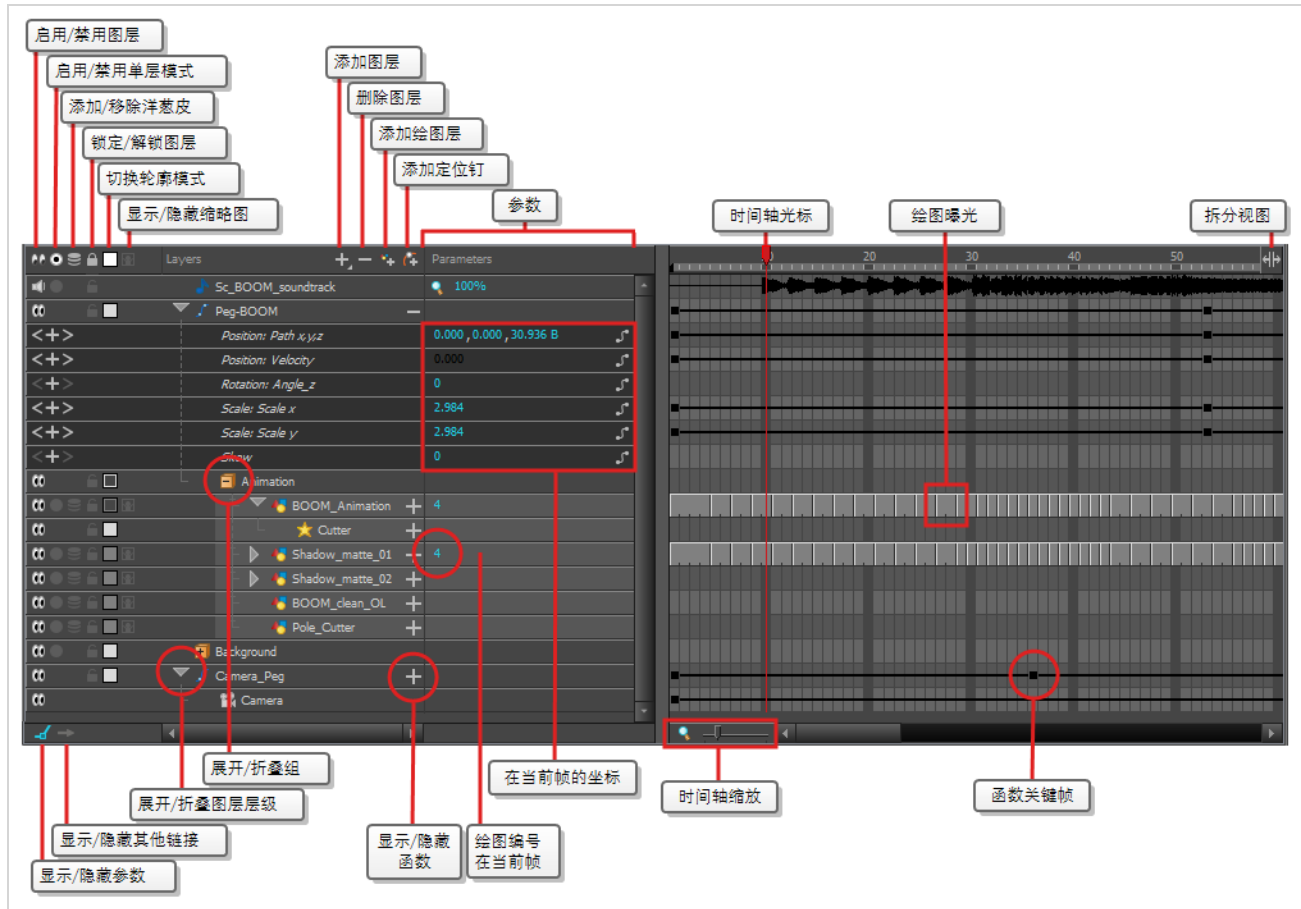 启用/禁用图层
启用/禁用单层模式
添加/移除洋葱皮
锁定/解锁图层
切换轮廓模式
显示/隐藏缩略图
添加图层
删除图层
添加绘图层
添加定位钉
参数
时间轴光标
绘图曝光
拆分视图
Layers
Parameters
20
30
40
50
Sc_BOOM_soundtrack
100%
Peg-BOOM
Position: Path x,y,z
0.000 , 0.000 , 30.936 B
Position: Velocity
0.000
Rotation: Angle_z
0
Scale: Scale x
2.984
Scale: Scale y
2.984
Skew
0
Animation
BOOM_Animation
4
Cutter
Shadow_matte_01
4
Shadow_matte_02
BOOM_clean_OL
Pole_Cutter
Background
Camera_Peg
Camera
展开/折叠组
展开/折叠图层层级
显示/隐藏其他链接
显示/隐藏参数
显示/隐藏
函数
绘图编号
在当前帧
在当前帧的坐标
时间轴缩放
函数关键帧